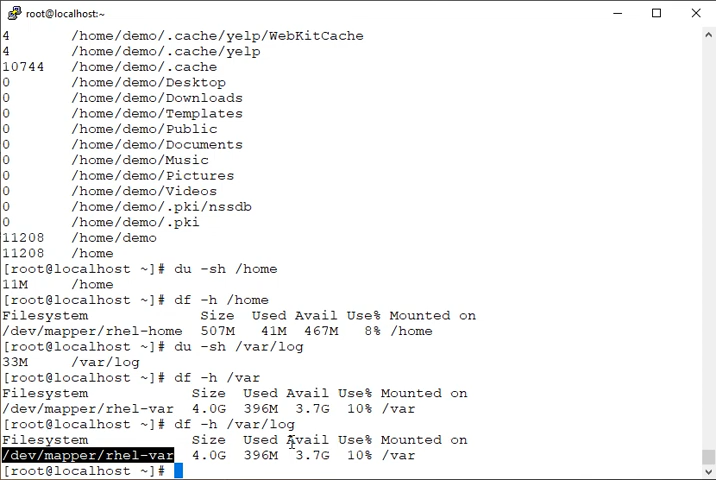 root@localhost:~
4       /home/demo/.cache/yelp/WebKitCache
4       /home/demo/.cache/yelp
10744   /home/demo/.cache
0       /home/demo/Desktop
0       /home/demo/Downloads
0       /home/demo/Templates
0       /home/demo/Public
0       /home/demo/Documents
0       /home/demo/Music
0       /home/demo/Pictures
0       /home/demo/Videos
0       /home/demo/.pki/nssdb
0       /home/demo/.pki
11208   /home/demo
11208   /home
[root@localhost ~]# du -sh /home
11M     /home
[root@localhost ~]# df -h /home
Filesystem             Size  Used Avail Use% Mounted on
/dev/mapper/rhel-home  507M   41M  467M   8% /home
[root@localhost ~]# du -sh /var/log
33M     /var/log
[root@localhost ~]# df -h /var
Filesystem            Size  Used Avail Use% Mounted on
/dev/mapper/rhel-var  4.0G  396M  3.7G  10% /var
[root@localhost ~]# df -h /var/log
Filesystem            Size  Used Avail Use% Mounted on
/dev/mapper/rhel-var  4.0G  396M  3.7G  10% /var
[root@localhost ~]#